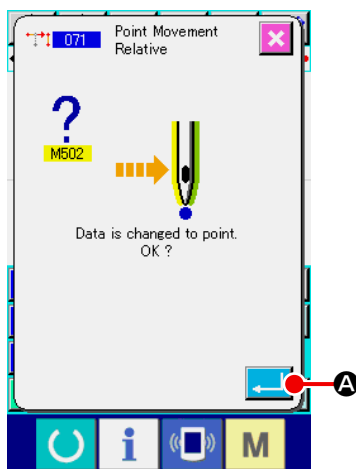 071 Point Movement
Relative
?
M502
Data is changed to point.
OK ?
A
i
M